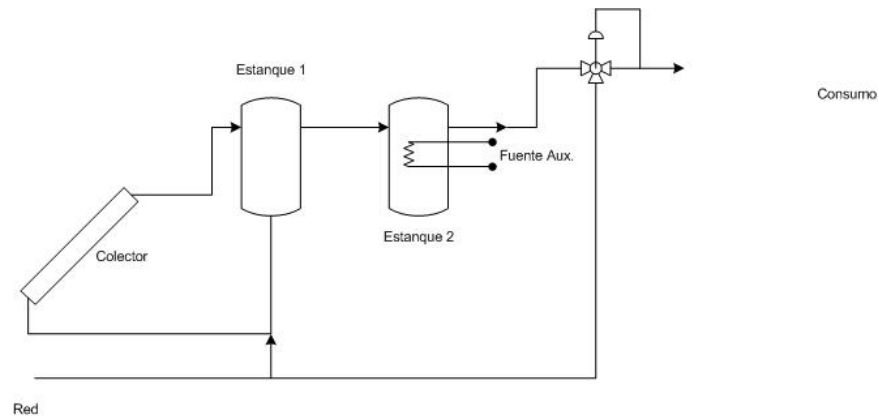 Estanque 1
Consumo
Fuente Aux.
Estanque 2
Colector
Red